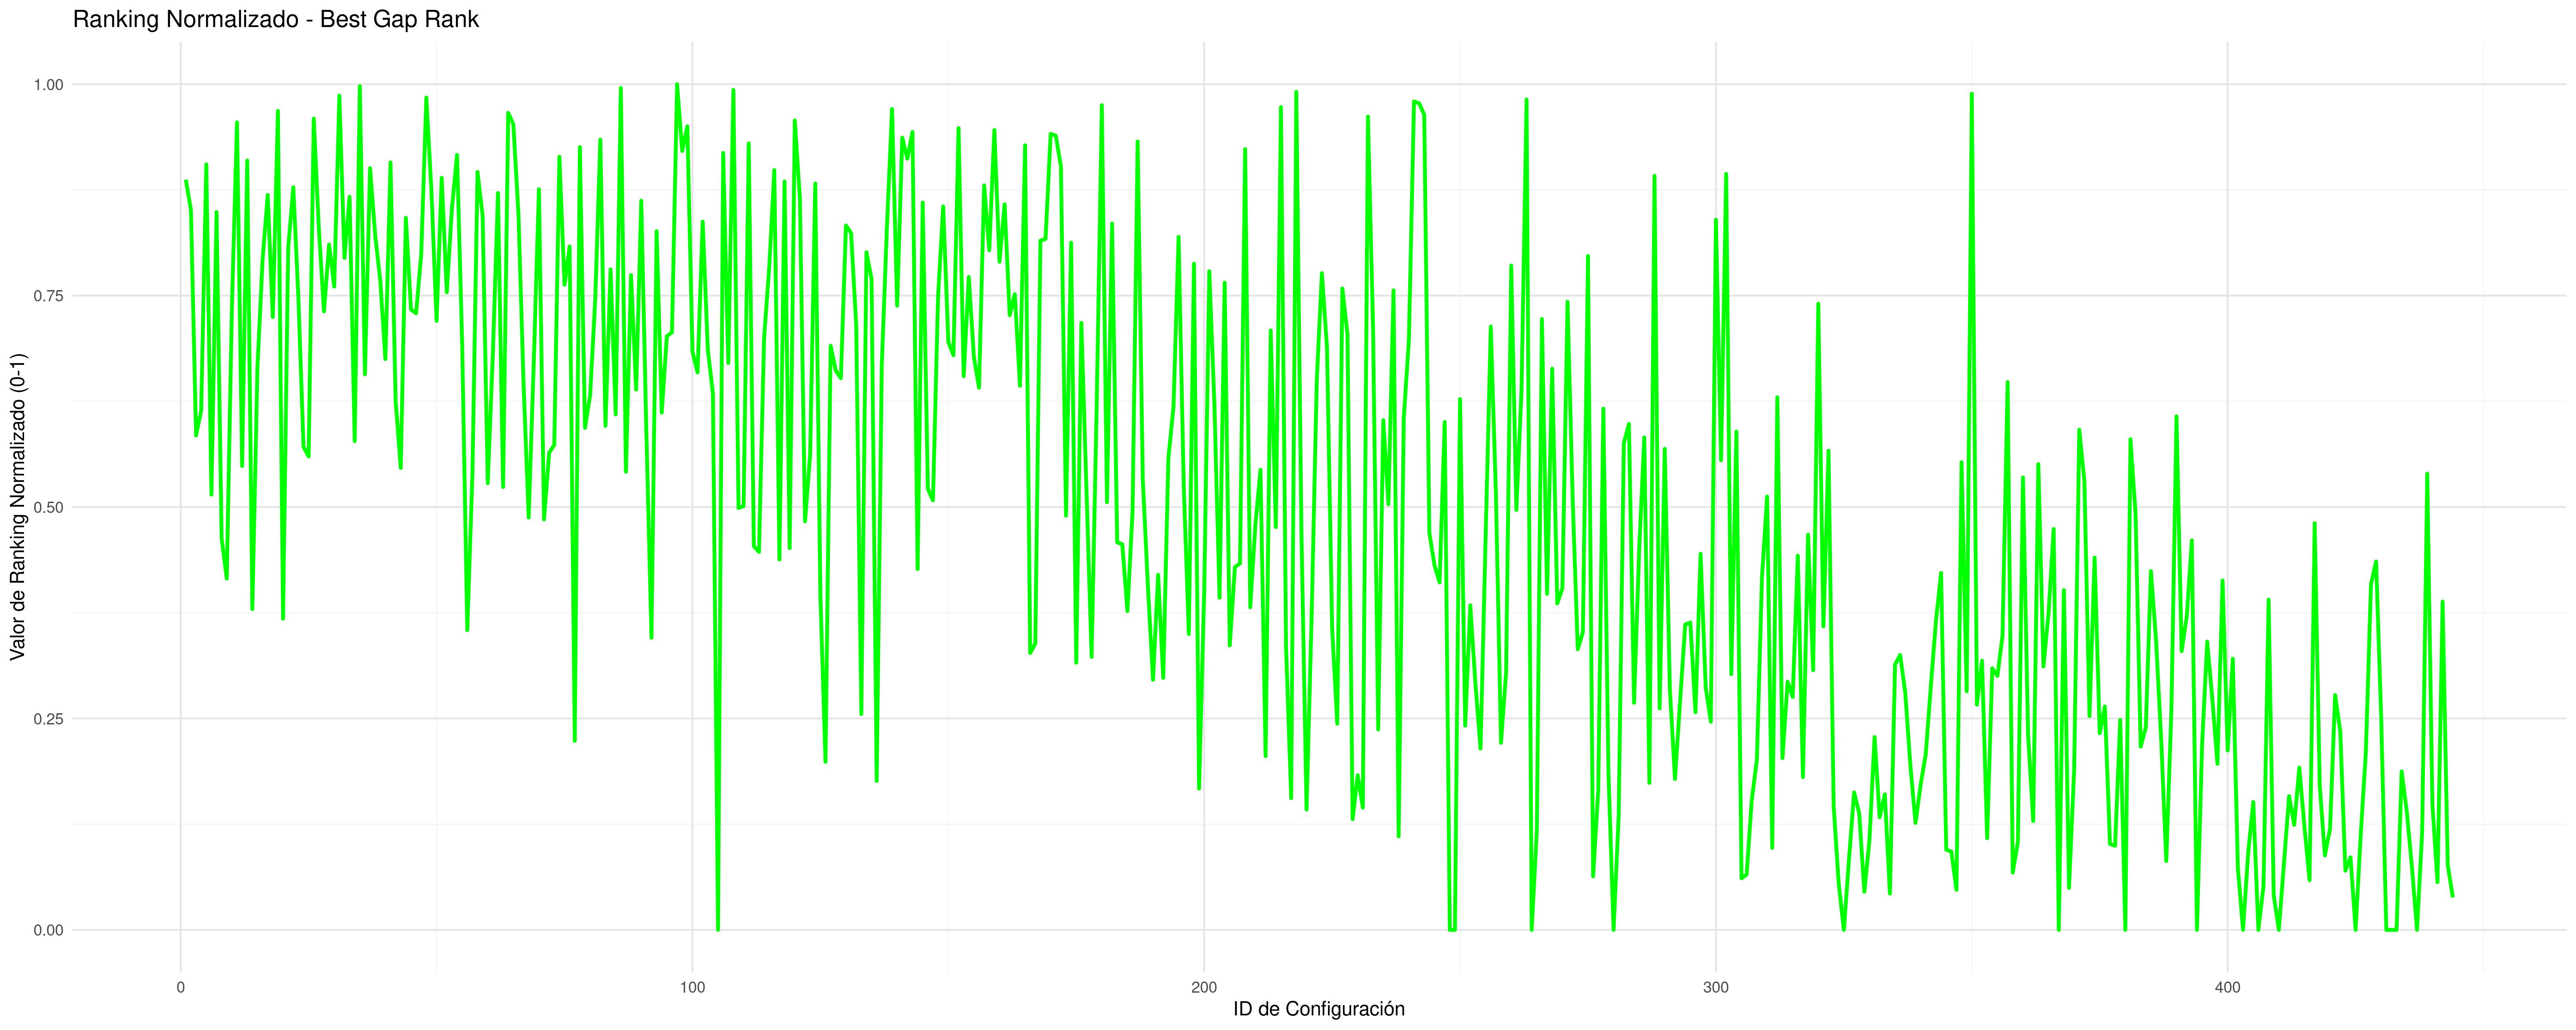 Ranking Normalizado - Best Gap Rank
Valor de Ranking Normalizado (0-1)
1.00
0.75
0.50
0.25
0.00
0 100 200 300 400
ID de Configuración